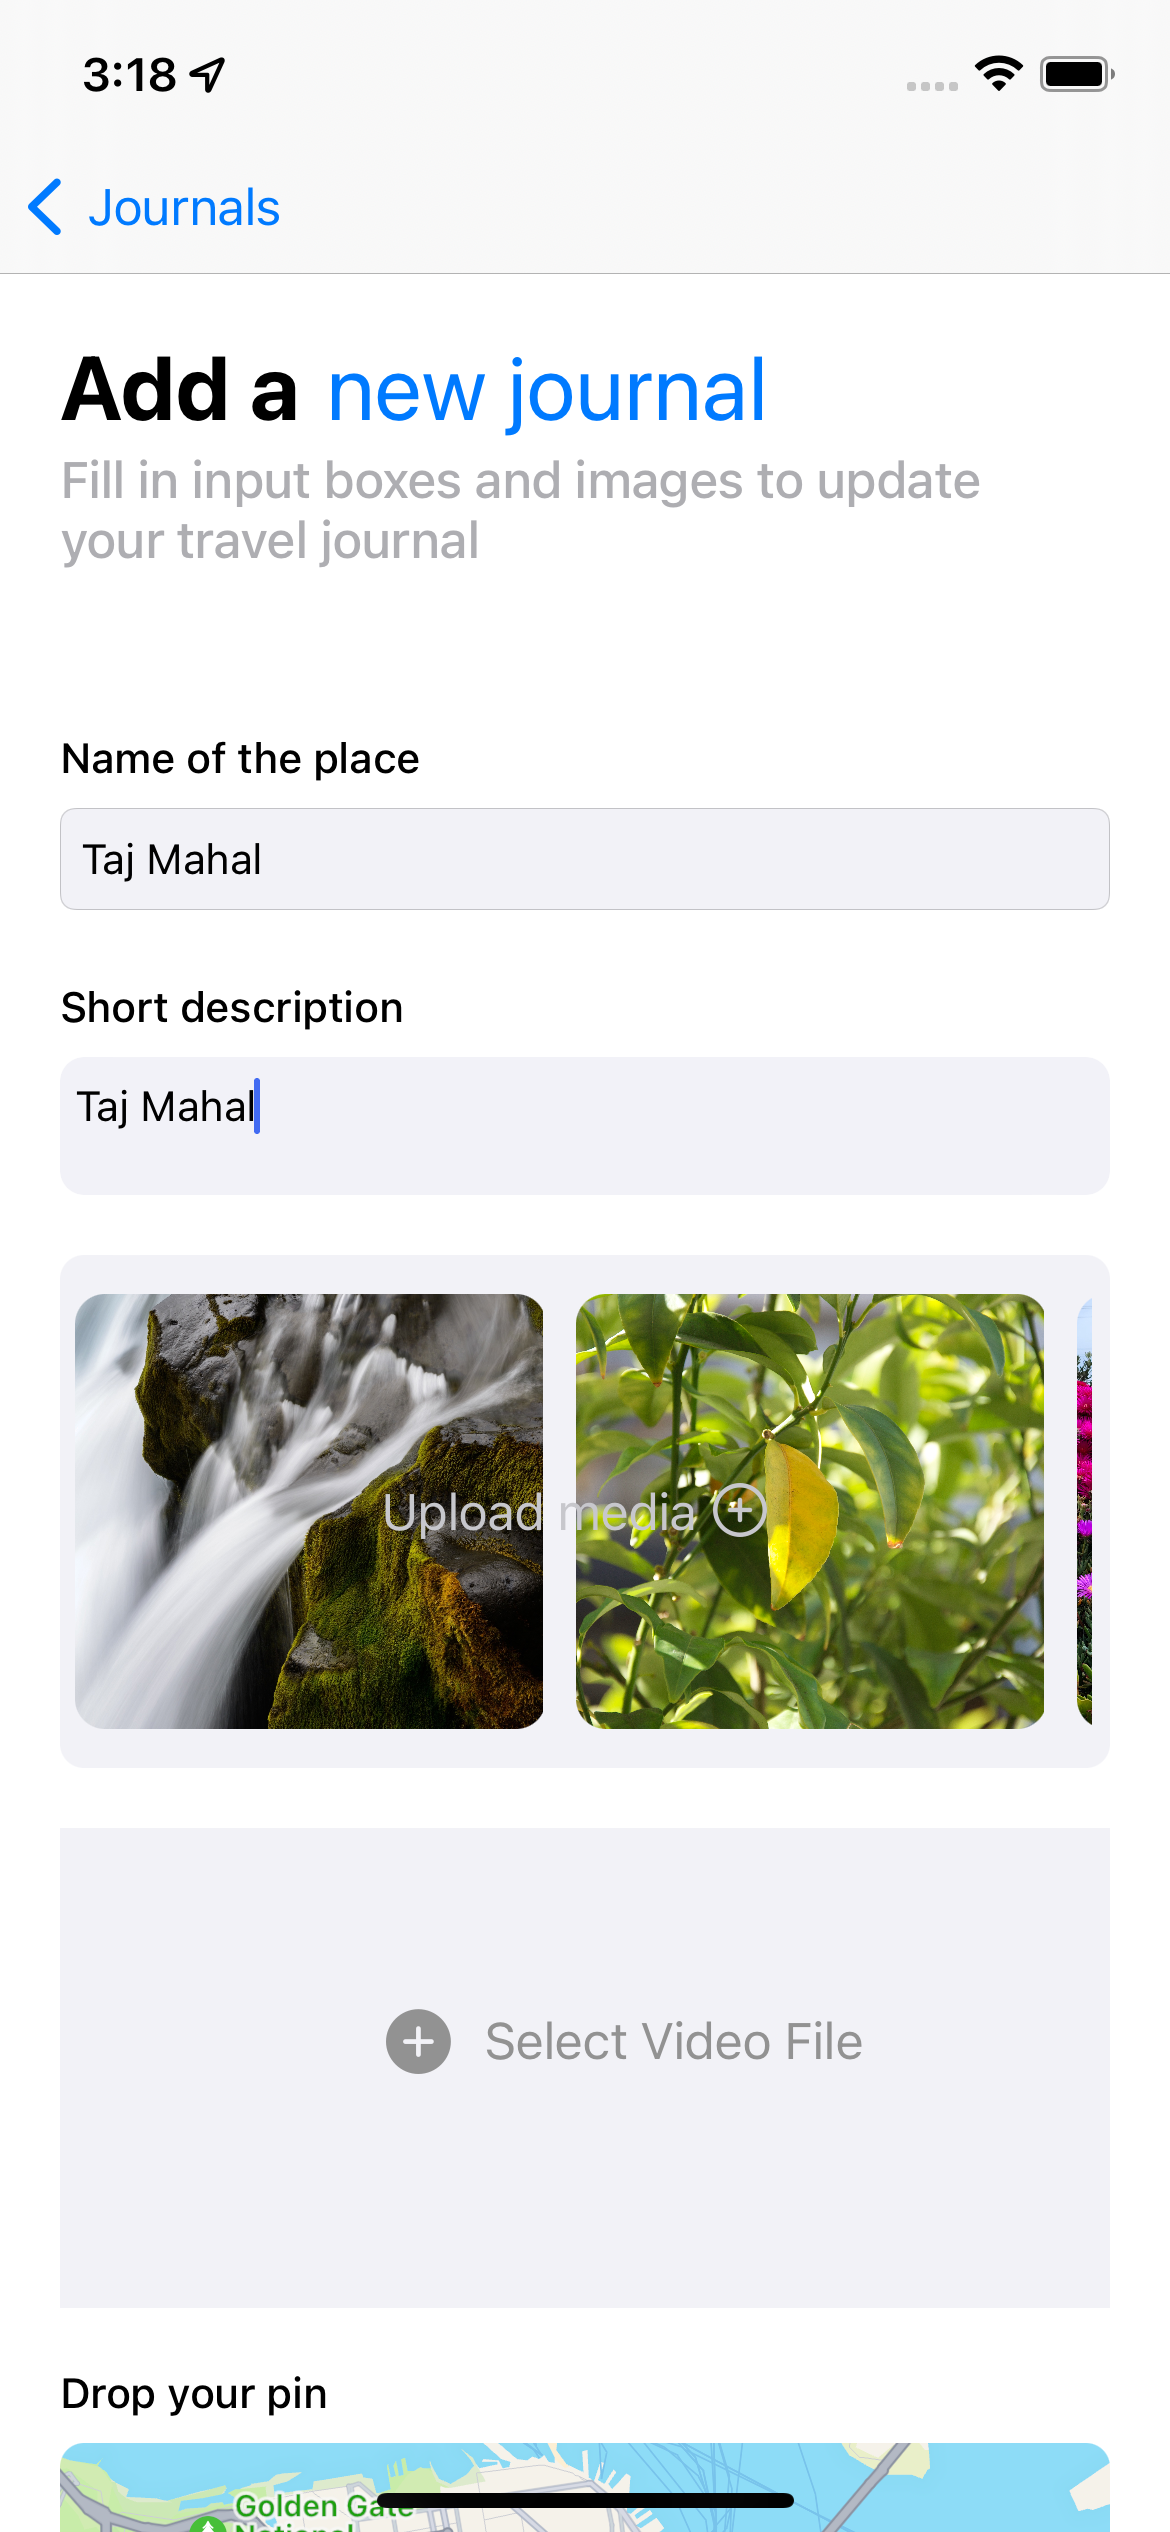 3:18
Journals
Add a new journal
Fill in input boxes and images to update
your travel journal
Name of the place
Taj Mahal
Short description
Taj Mahal
Upload media
Select Video File
Drop your pin
Golden Gate
National